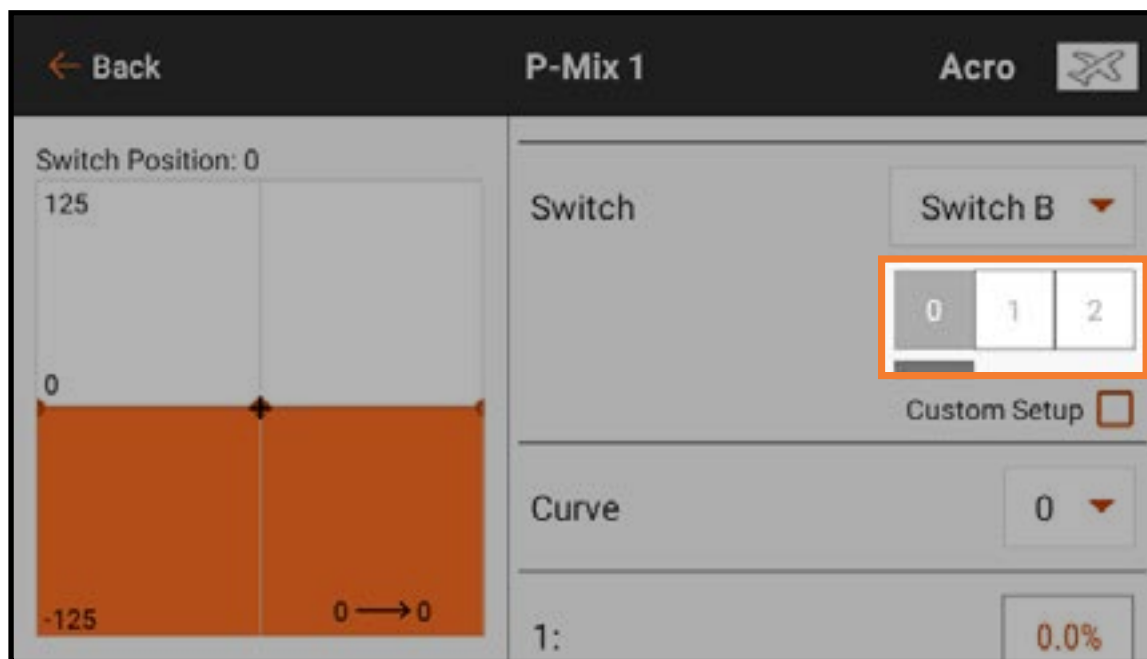 Back
P-Mix 1
Acro
Switch Position: 0
125
0
-125
0 → 0
Switch
Switch B
0 1 2
Custom Setup
Curve
0
1:
0.0%